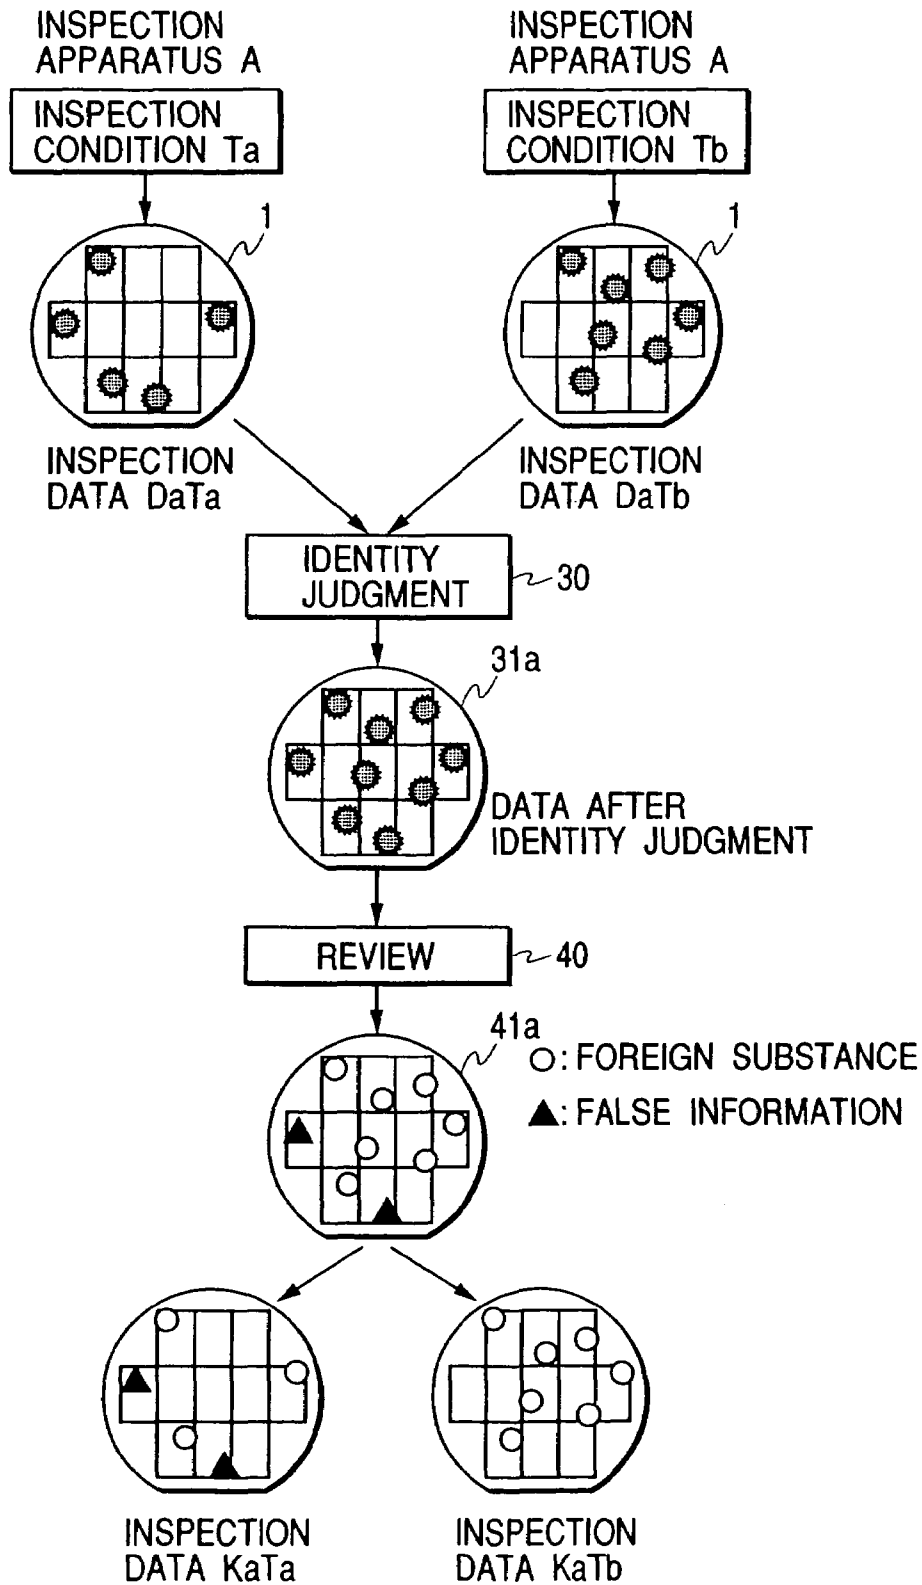 INSPECTION
APPARATUS A
INSPECTION
CONDITION Ta
1
INSPECTION
DATA DaTa
INSPECTION
APPARATUS A
INSPECTION
CONDITION Tb
1
INSPECTION
DATA DaTb
IDENTITY
JUDGMENT
30
31a
DATA AFTER
IDENTITY JUDGMENT
REVIEW
40
41a
○: FOREIGN SUBSTANCE
▲: FALSE INFORMATION
INSPECTION
DATA KaTa
INSPECTION
DATA KaTb